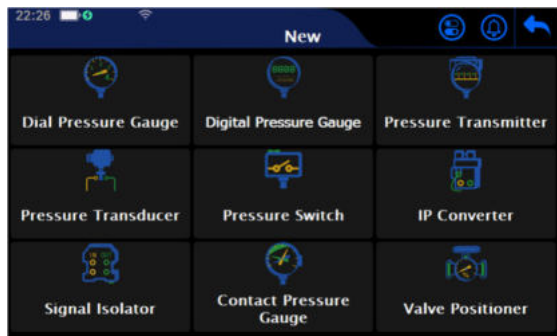 22:26
New
Dial Pressure Gauge
Digital Pressure Gauge
Pressure Transmitter
Pressure Transducer
Pressure Switch
IP Converter
Signal Isolator
Contact Pressure
Gauge
Valve Positioner